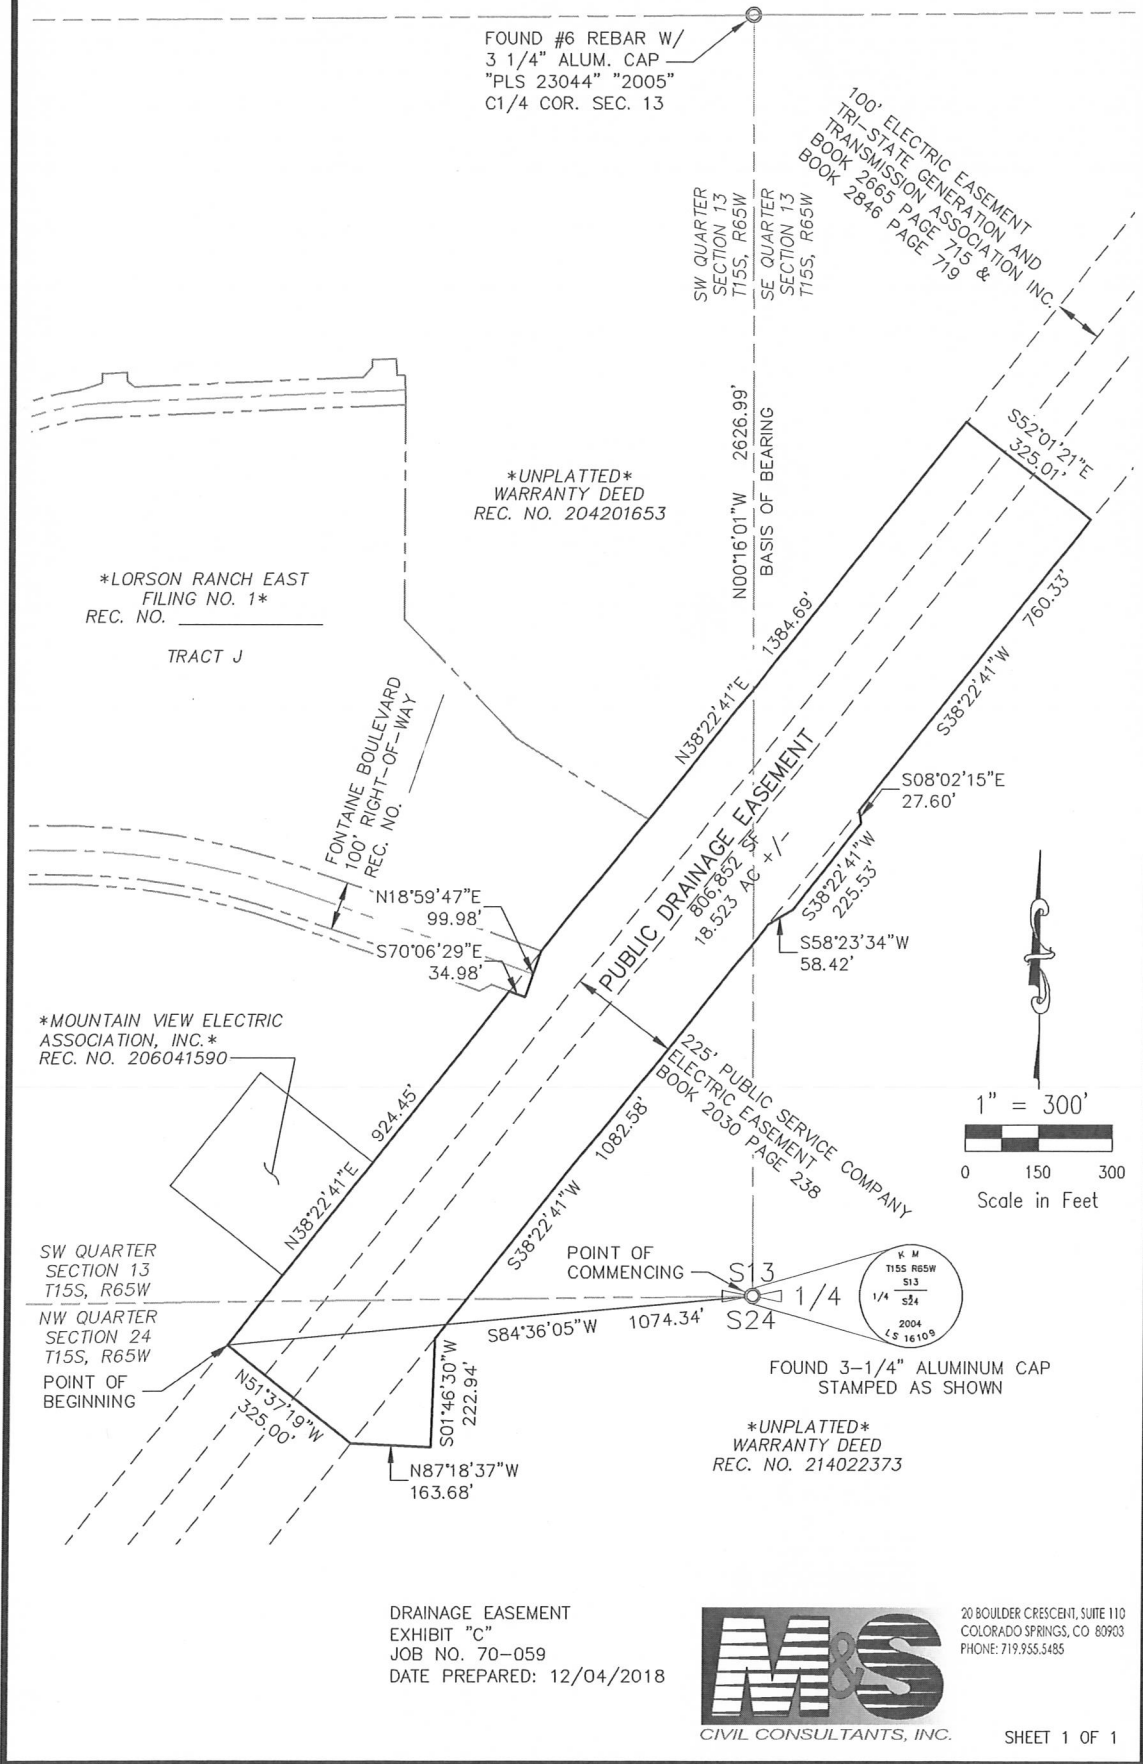 FOUND #6 REBAR W/
3 1/4" ALUM. CAP
"PLS 23044" "2005"
C1/4 COR. SEC. 13
100' ELECTRIC EASEMENT
TRI-STATE GENERATION AND
TRANSMISSION ASSOCIATION INC.
BOOK 2665 PAGE 715 &
BOOK 2846 PAGE 719
SW QUARTER
SECTION 13
T15S, R65W
SE QUARTER
SECTION 13
T15S, R65W
N00°16'01"W 2626.99'
BASIS OF BEARING
S52°01'21"E
325.01'
*UNPLATTED*
WARRANTY DEED
REC. NO. 204201653
*LORSON RANCH EAST
FILING NO. 1*
REC. NO.
TRACT J
N38°22'41"E 1384.69'
S38°22'41"W 760.33'
FONTAINE BOULEVARD
100' RIGHT-OF-WAY
REC. NO.
PUBLIC DRAINAGE EASEMENT
806,852 SF
18.523 AC +/-
S08°02'15"E
27.60'
S38°22'41"W
225.53'
N18°59'47"E
99.98'
S70°06'29"E
34.98'
S58°23'34"W
58.42'
*MOUNTAIN VIEW ELECTRIC
ASSOCIATION, INC.*
REC. NO. 206041590
225' PUBLIC SERVICE COMPANY
ELECTRIC EASEMENT
BOOK 2030 PAGE 238
N38°22'41"E 924.45'
S38°22'41"W 1082.58'
1" = 300'
0 150 300
Scale in Feet
SW QUARTER
SECTION 13
T15S, R65W
NW QUARTER
SECTION 24
T15S, R65W
POINT OF
BEGINNING
POINT OF
COMMENCING
S13
1/4
S24
K M
T15S R65W
S13
1/4
S24
2004
LS 16109
S84°36'05"W 1074.34'
FOUND 3-1/4" ALUMINUM CAP
STAMPED AS SHOWN
N51°37'19"W
325.00'
S01°46'30"W
222.94'
N87°18'37"W
163.68'
*UNPLATTED*
WARRANTY DEED
REC. NO. 214022373
DRAINAGE EASEMENT
EXHIBIT "C"
JOB NO. 70-059
DATE PREPARED: 12/04/2018
M&S
CIVIL CONSULTANTS, INC.
20 BOULDER CRESCENT, SUITE 110
COLORADO SPRINGS, CO 80903
PHONE: 719.955.5485
SHEET 1 OF 1